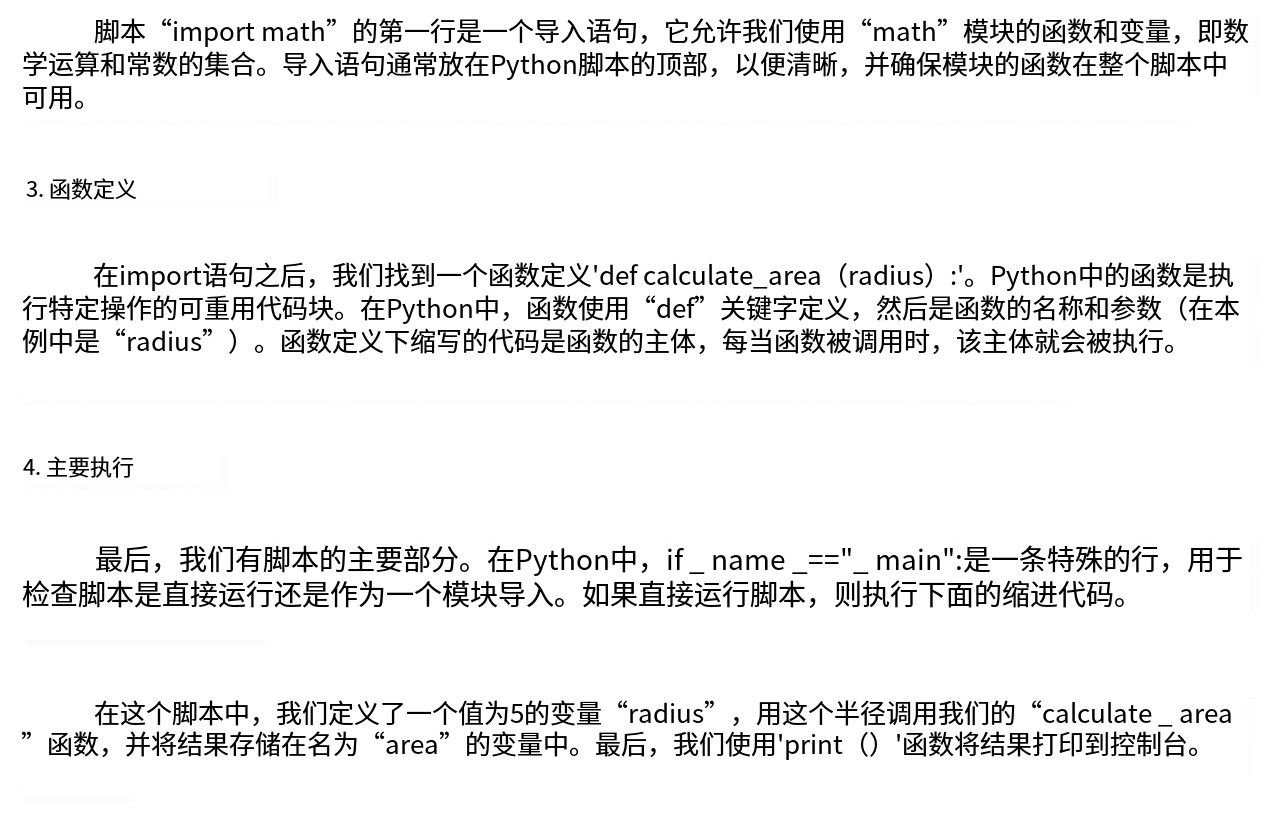 脚本“import math”的第一行是一个导入语句，它允许我们使用“math”模块的函数和变量，即数
学运算和常数的集合。导入语句通常放在Python脚本的顶部，以便清晰，并确保模块的函数在整个脚本中
可用。
3. 函数定义
在import语句之后，我们找到一个函数定义'def calculate_area（radius）:'。Python中的函数是执
行特定操作的可重用代码块。在Python中，函数使用“def”关键字定义，然后是函数的名称和参数（在本
例中是“radius”）。函数定义下缩写的代码是函数的主体，每当函数被调用时，该主体就会被执行。
4. 主要执行
最后，我们有脚本的主要部分。在Python中，if _ name _=="_ main":是一条特殊的行，用于
检查脚本是直接运行还是作为一个模块导入。如果直接运行脚本，则执行下面的缩进代码。
在这个脚本中，我们定义了一个值为5的变量“radius”，用这个半径调用我们的“calculate _ area
”函数，并将结果存储在名为“area”的变量中。最后，我们使用'print（）'函数将结果打印到控制台。